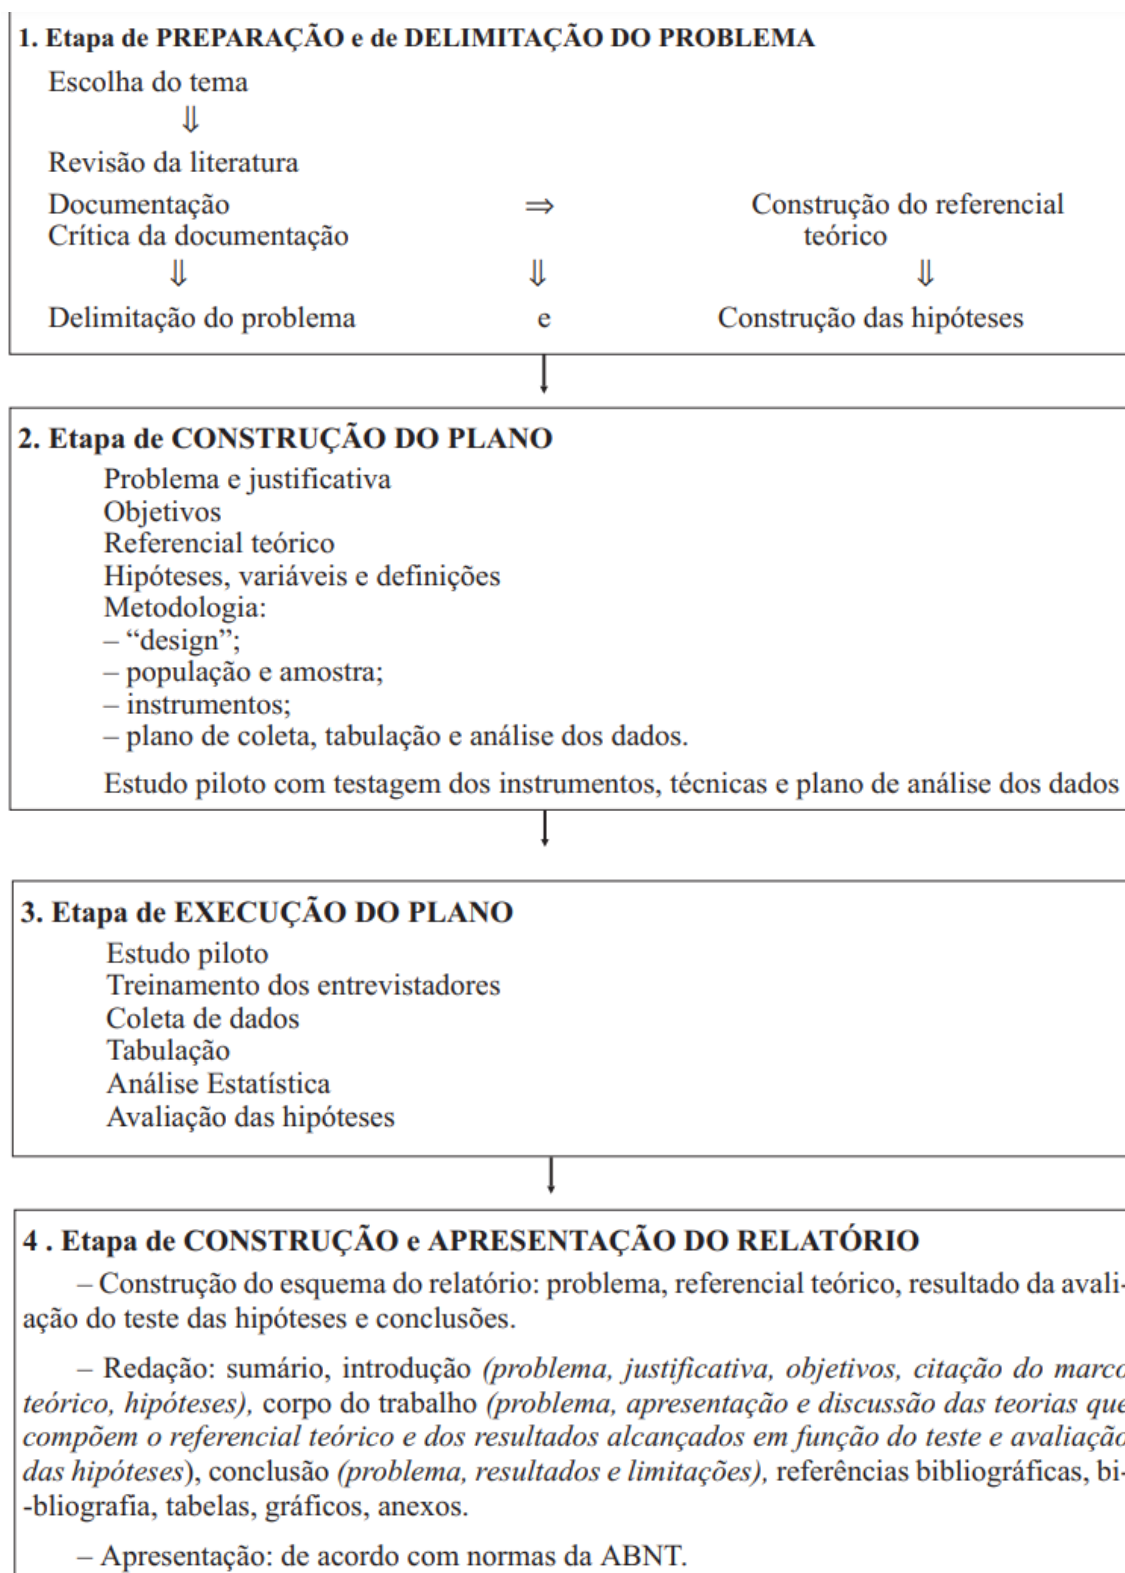 1. Etapa de PREPARAÇÃO e de DELIMITAÇÃO DO PROBLEMA
Escolha do tema
⇓
Revisão da literatura
Documentação ⇒ Construção do referencial
Crítica da documentação teórico
⇓ ⇓ ⇓
Delimitação do problema e Construção das hipóteses
2. Etapa de CONSTRUÇÃO DO PLANO
Problema e justificativa
Objetivos
Referencial teórico
Hipóteses, variáveis e definições
Metodologia:
– “design”;
– população e amostra;
– instrumentos;
– plano de coleta, tabulação e análise dos dados.
Estudo piloto com testagem dos instrumentos, técnicas e plano de análise dos dados
3. Etapa de EXECUÇÃO DO PLANO
Estudo piloto
Treinamento dos entrevistadores
Coleta de dados
Tabulação
Análise Estatística
Avaliação das hipóteses
4 . Etapa de CONSTRUÇÃO e APRESENTAÇÃO DO RELATÓRIO
– Construção do esquema do relatório: problema, referencial teórico, resultado da avali-
ação do teste das hipóteses e conclusões.
– Redação: sumário, introdução (problema, justificativa, objetivos, citação do marco
teórico, hipóteses), corpo do trabalho (problema, apresentação e discussão das teorias que
compõem o referencial teórico e dos resultados alcançados em função do teste e avaliação
das hipóteses), conclusão (problema, resultados e limitações), referências bibliográficas, bi-
-bliografia, tabelas, gráficos, anexos.
– Apresentação: de acordo com normas da ABNT.